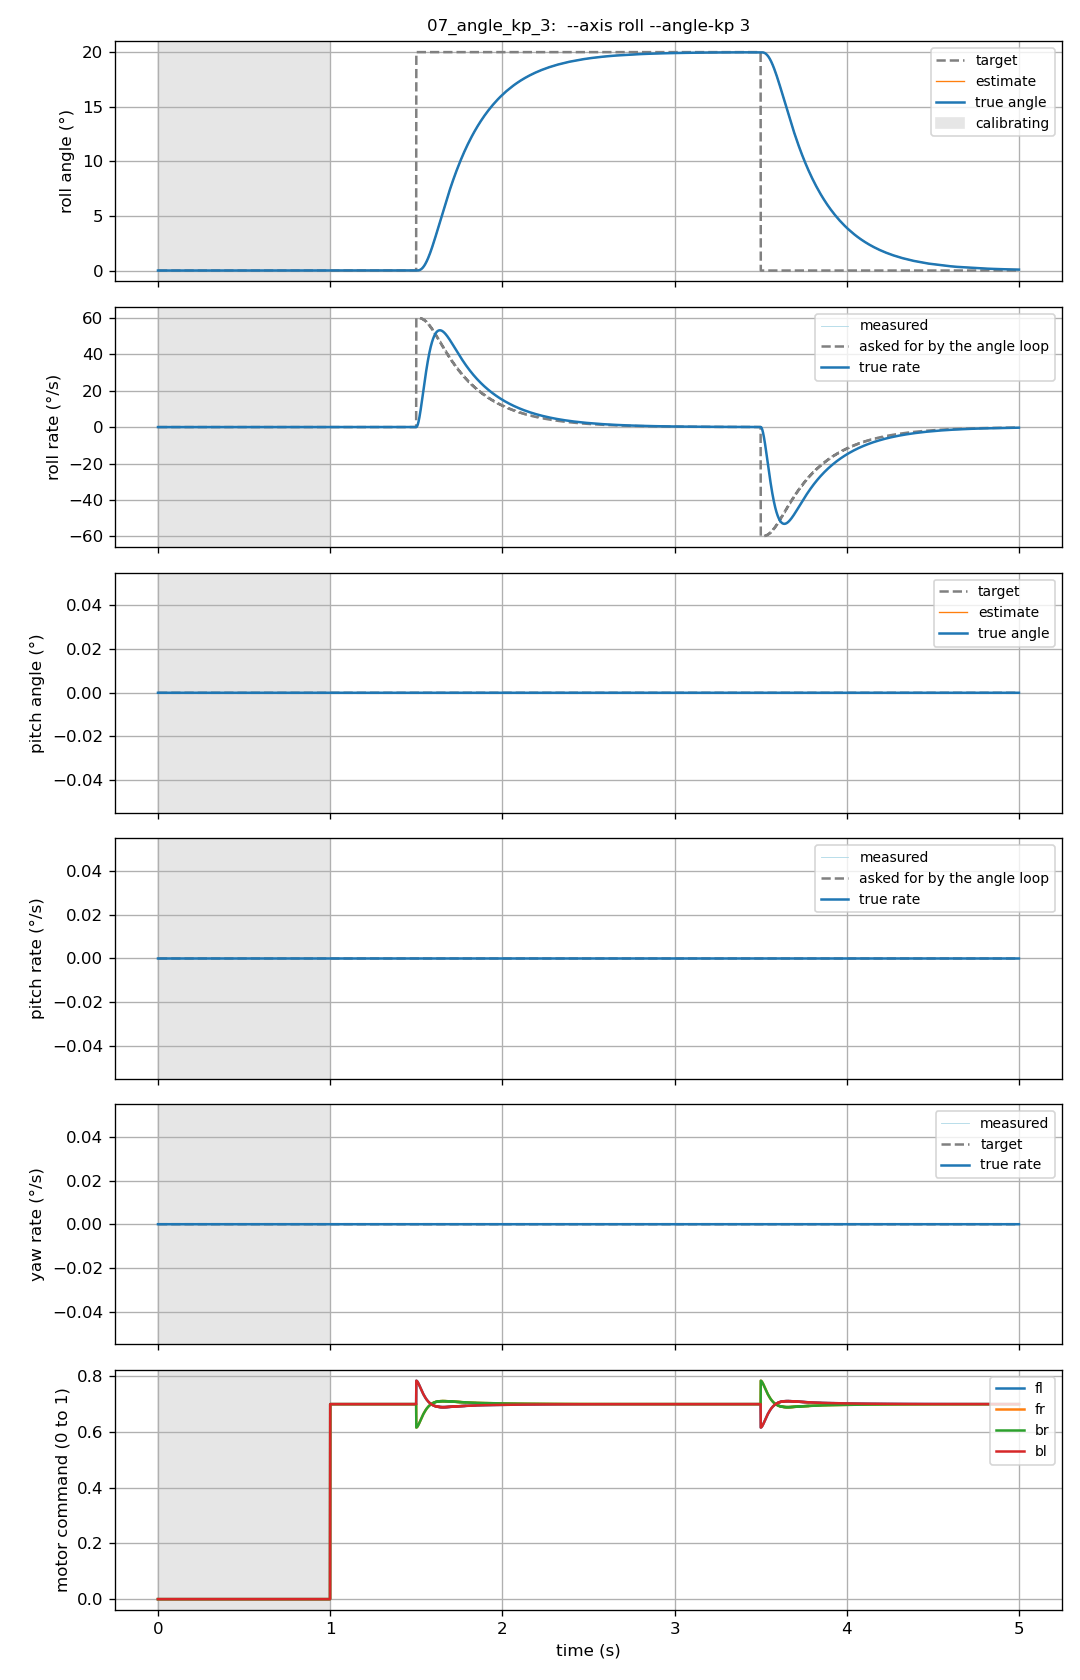 07_angle_kp_3:  --axis roll --angle-kp 3
roll angle (°)
20
15
10
5
0
target
estimate
true angle
calibrating
roll rate (°/s)
60
40
20
0
−20
−40
−60
measured
asked for by the angle loop
true rate
pitch angle (°)
0.04
0.02
0.00
−0.02
−0.04
target
estimate
true angle
pitch rate (°/s)
0.04
0.02
0.00
−0.02
−0.04
measured
asked for by the angle loop
true rate
yaw rate (°/s)
0.04
0.02
0.00
−0.02
−0.04
measured
target
true rate
motor command (0 to 1)
0.8
0.6
0.4
0.2
0.0
fl
fr
br
bl
0 1 2 3 4 5
time (s)